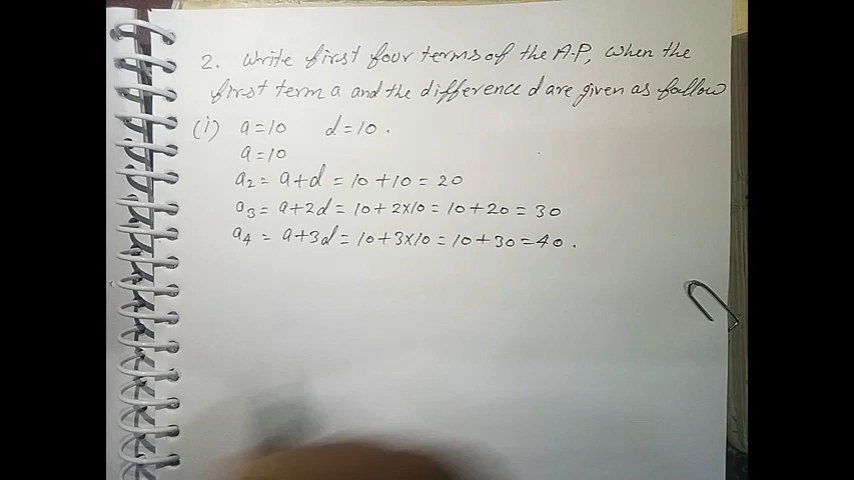 2. Write first four terms of the A.P, when the
first term a and the difference d are given as follow
(i) a = 10 d = 10.
a = 10
a2 = a+d = 10 + 10 = 20
a3 = a+2d = 10 + 2×10 = 10 + 20 = 30
a4 = a+3d = 10 + 3×10 = 10 + 30 = 40.